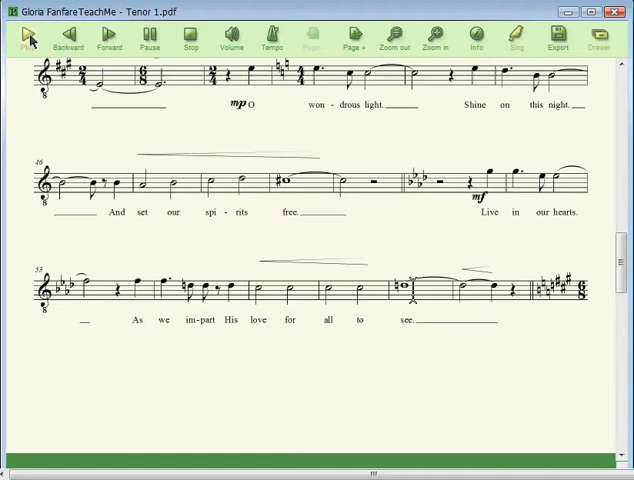 Gloria FanfareTeachMe - Tenor 1.pdf
Play Backward Forward Pause Stop Volume Tempo Page - Page + Zoom out Zoom in Info Sing Export Drawer
mp O won - drous light. Shine on this night.
46
mf
And set our spi - rits free. Live in our hearts.
53
As we im-part His love for all to see.